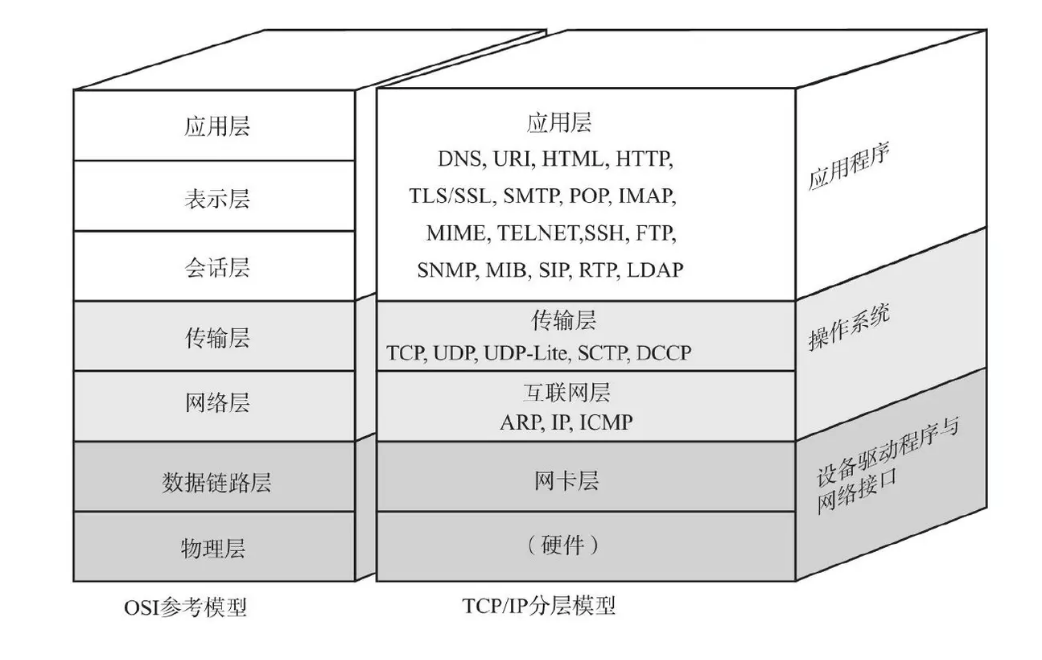 应用层
表示层
会话层
传输层
网络层
数据链路层
物理层
OSI参考模型
应用层
DNS, URI, HTML, HTTP,
TLS/SSL, SMTP, POP, IMAP,
MIME, TELNET,SSH, FTP,
SNMP, MIB, SIP, RTP, LDAP
传输层
TCP, UDP, UDP-Lite, SCTP, DCCP
互联网层
ARP, IP, ICMP
网卡层
（硬件）
TCP/IP分层模型
应用程序
操作系统
设备驱动程序与
网络接口